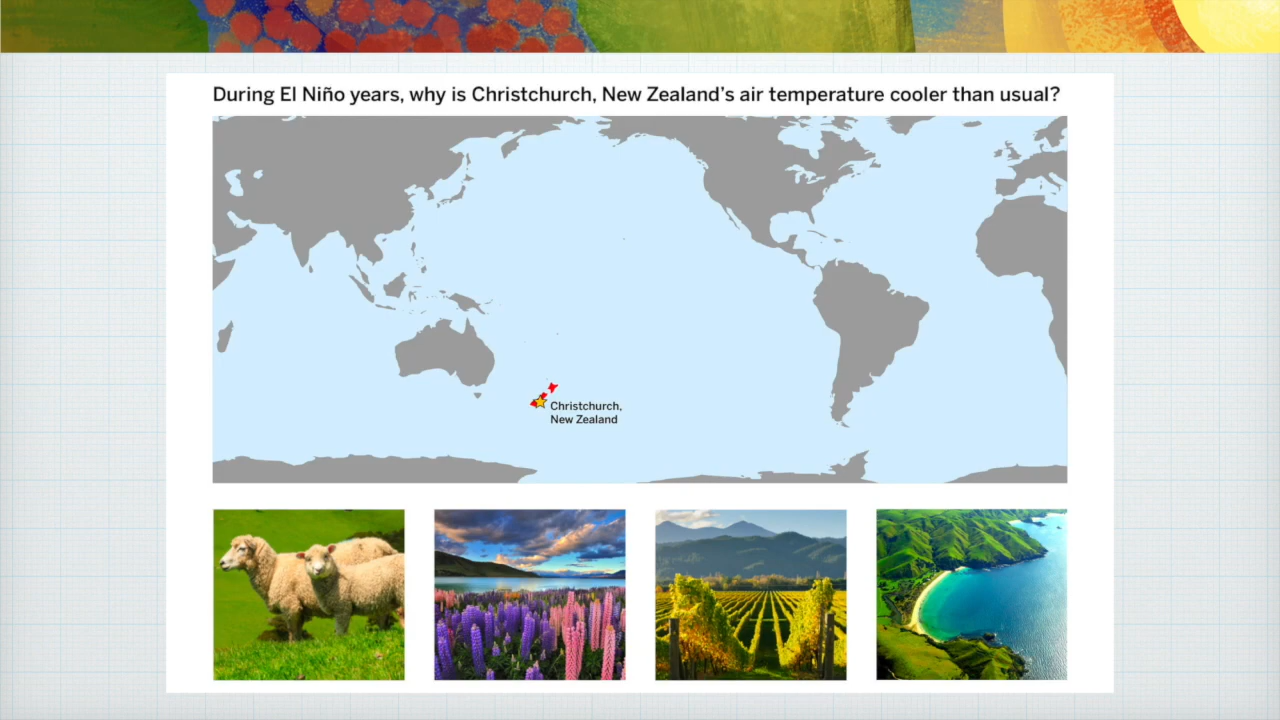 During El Niño years, why is Christchurch, New Zealand’s air temperature cooler than usual?
Christchurch,
New Zealand